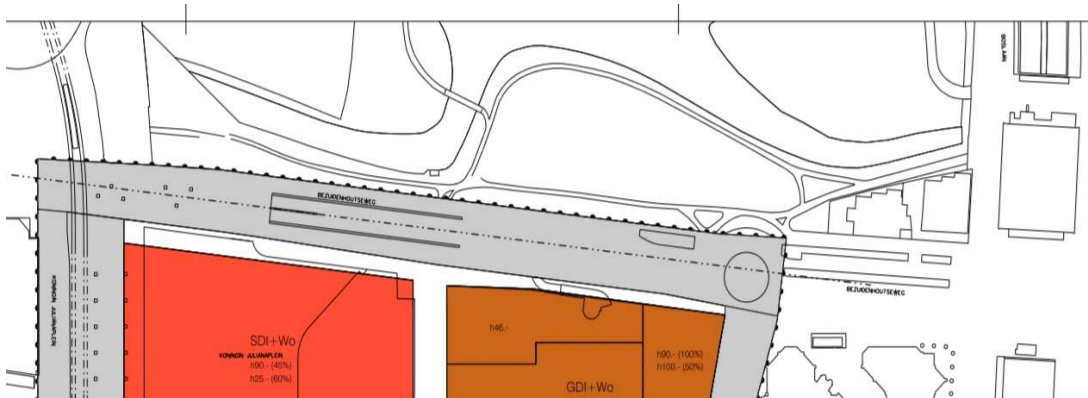 BOSLAAN
BEZUIDENHOUTSEWEG
KONINGIN JULIANAPLEIN
BEZUIDENHOUTSEWEG
h46.-
SDI+Wo
KONINGIN JULIANAPLEIN
h90.- (45%)
h25.- (60%)
h90.- (100%)
h100.- (50%)
GDI+Wo